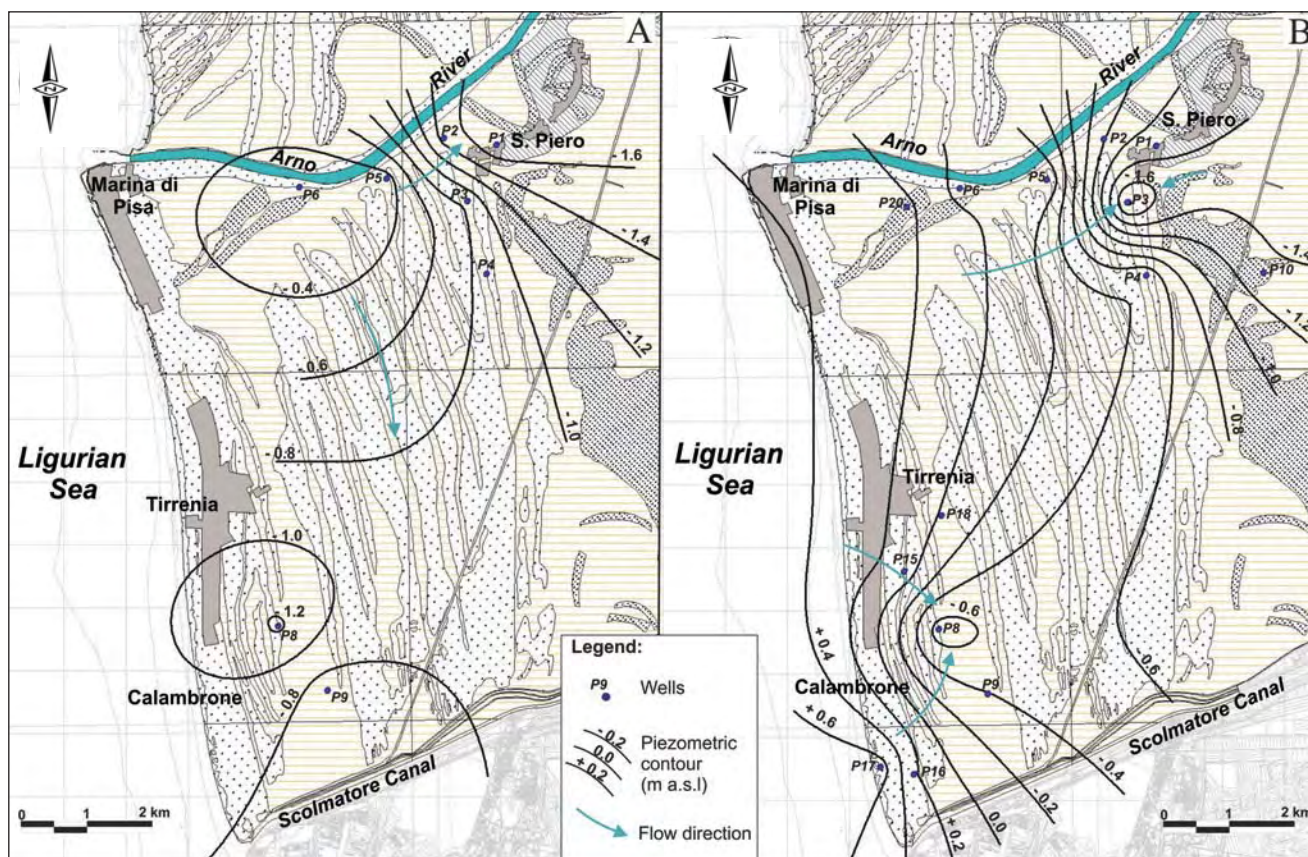 A
River
P2
P1
S. Piero
Arno
- 1.6
Marina di
Pisa
P5
P6
P3
- 1.4
P4
- 0.4
- 1.2
- 0.6
- 1.0
- 0.8
Ligurian
Sea
Tirrenia
- 1.0
- 1.2
P8
Calambrone
- 0.8
P9
Scolmatore Canal
0 1 2 km
Legend:
P9
Wells
- 0.2
0.0
+ 0.2
Piezometric
contour
(m a.s.l)
Flow direction
B
River
S. Piero
P2
P1
Arno
- 1.6
Marina di
Pisa
P5
P6
P20
P3
- 1.4
P4
P10
- 1.2
- 1.0
- 0.8
Ligurian
Sea
Tirrenia
P18
P15
- 0.6
P8
+ 0.4
- 0.6
Calambrone
P9
+ 0.6
Scolmatore Canal
P17
P16
- 0.4
- 0.2
0.0
+ 0.2
0 1 2 km